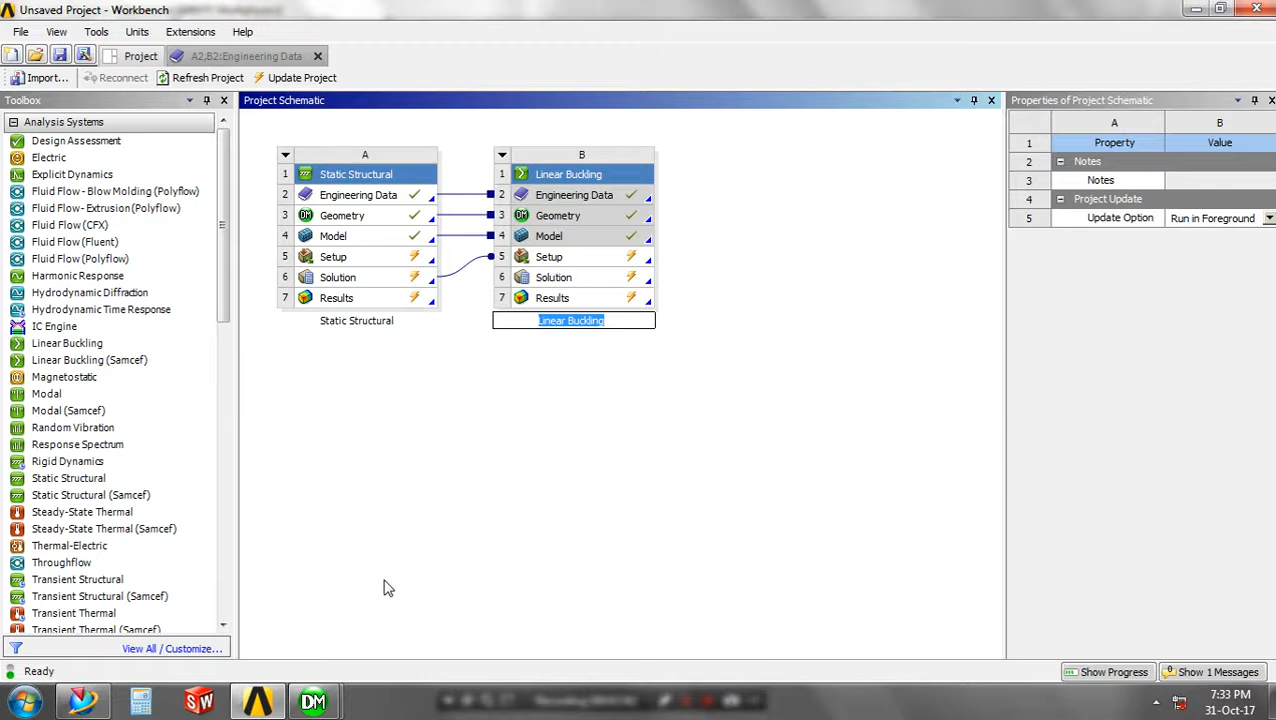 Unsaved Project - Workbench
File View Tools Units Extensions Help
Project A2,B2:Engineering Data
Import... Reconnect Refresh Project Update Project
Toolbox
Project Schematic
Properties of Project Schematic
Analysis Systems
Design Assessment
Electric
Explicit Dynamics
Fluid Flow - Blow Molding (Polyflow)
Fluid Flow - Extrusion (Polyflow)
Fluid Flow (CFX)
Fluid Flow (Fluent)
Fluid Flow (Polyflow)
Harmonic Response
Hydrodynamic Diffraction
Hydrodynamic Time Response
IC Engine
Linear Buckling
Linear Buckling (Samcef)
Magnetostatic
Modal
Modal (Samcef)
Random Vibration
Response Spectrum
Rigid Dynamics
Static Structural
Static Structural (Samcef)
Steady-State Thermal
Steady-State Thermal (Samcef)
Thermal-Electric
Throughflow
Transient Structural
Transient Structural (Samcef)
Transient Thermal
Transient Thermal (Samcef)
View All / Customize...
A
1 Static Structural
2 Engineering Data
3 DM Geometry
4 Model
5 Setup
6 Solution
7 Results
Static Structural
B
1 Linear Buckling
2 Engineering Data
3 DM Geometry
4 Model
5 Setup
6 Solution
7 Results
Linear Buckling
A B
1 Property Value
2 Notes
3 Notes
4 Project Update
5 Update Option Run in Foreground
Ready
Show Progress Show 1 Messages
SW DM
7:33 PM
31-Oct-17